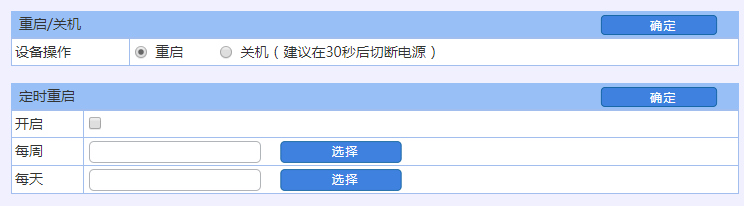 重启/关机 确定
设备操作 重启 关机（建议在30秒后切断电源）
定时重启 确定
开启
每周 选择
每天 选择